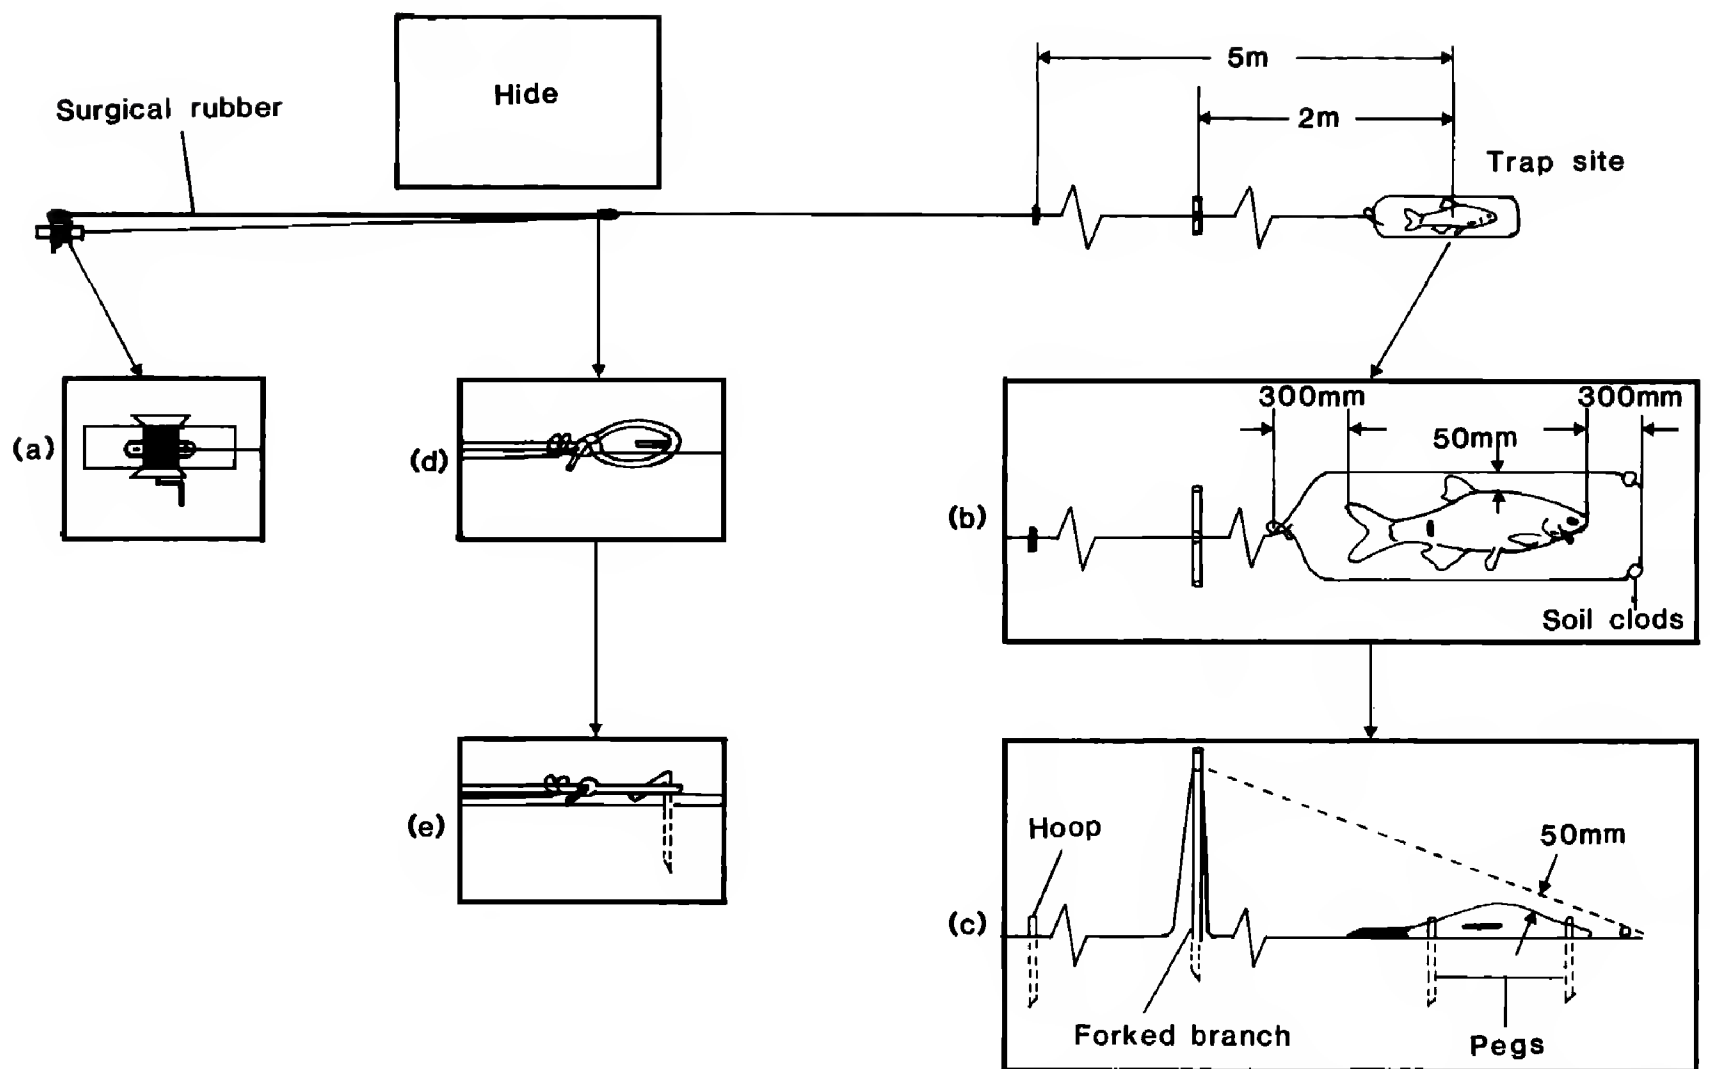 Hide
5m
Surgical rubber
2m
Trap site
(a)
(d)
(b)
300mm
300mm
50mm
Soil clods
(e)
(c)
Hoop
50mm
Forked branch
Pegs